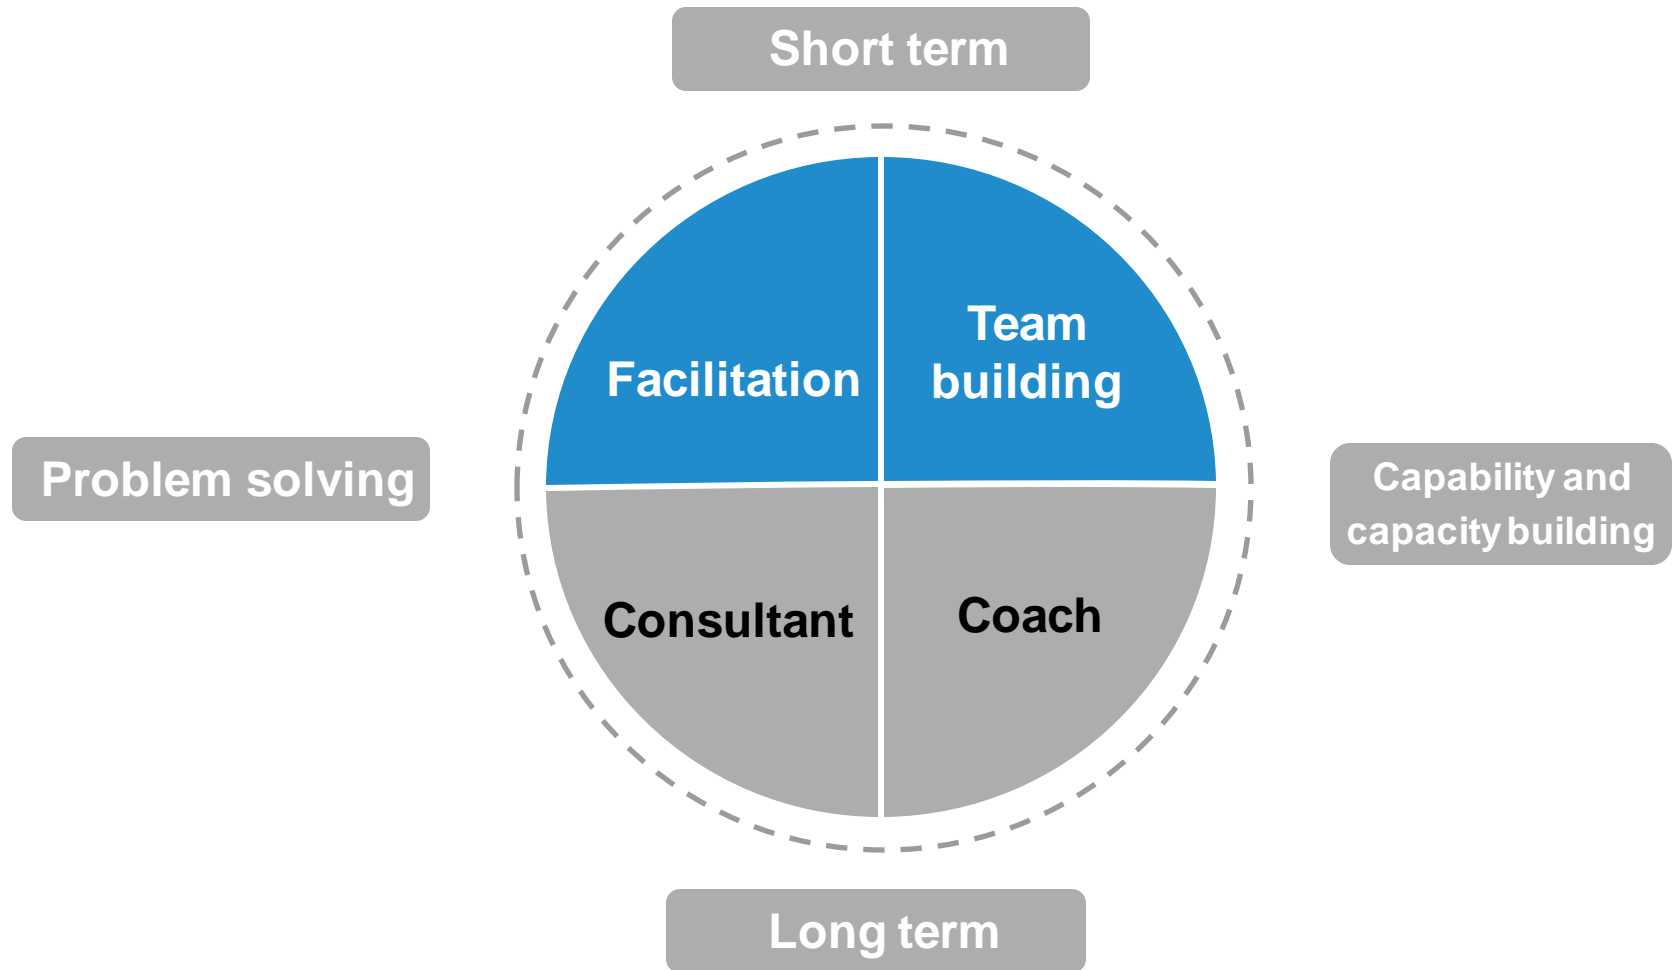 Short term
Team
building
Facilitation
Problem solving
Capability and
capacity building
Consultant
Coach
Long term